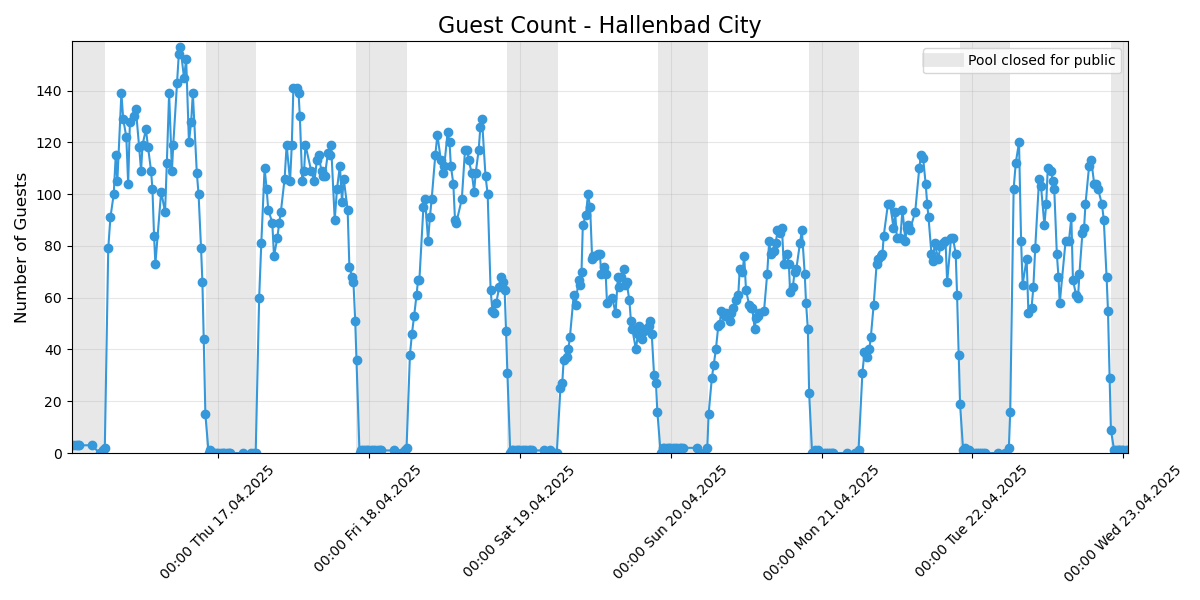 Guest Count - Hallenbad City
Pool closed for public
Number of Guests
140
120
100
80
60
40
20
0
00:00 Thu 17.04.2025
00:00 Fri 18.04.2025
00:00 Sat 19.04.2025
00:00 Sun 20.04.2025
00:00 Mon 21.04.2025
00:00 Tue 22.04.2025
00:00 Wed 23.04.2025